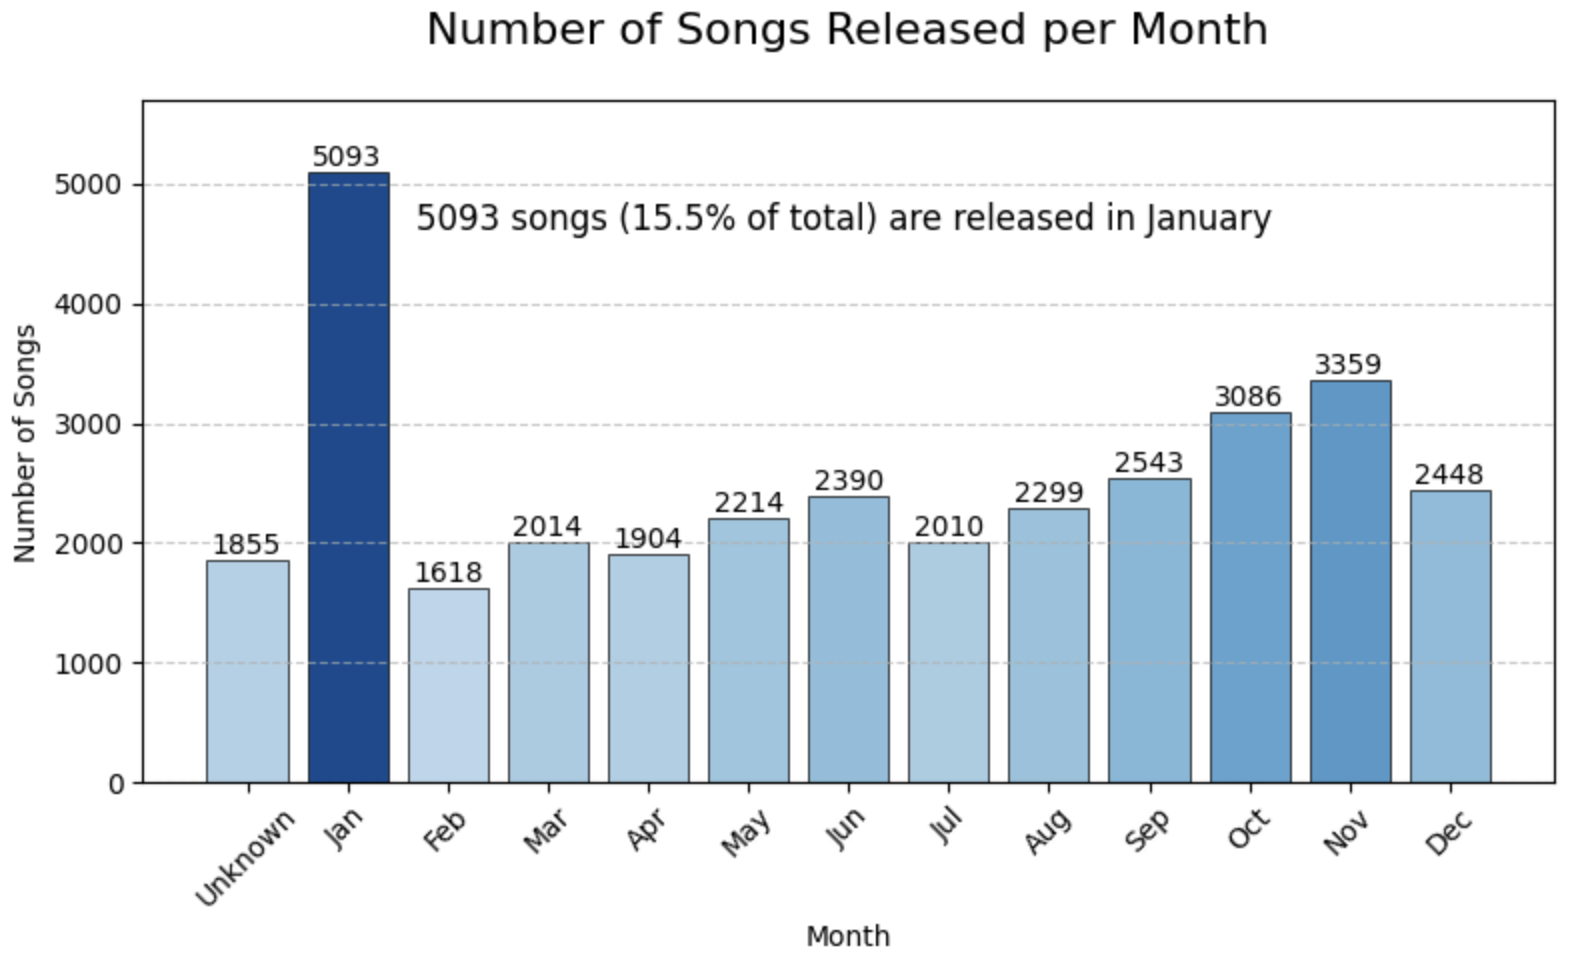 Number of Songs Released per Month
5093
5093 songs (15.5% of total) are released in January
5000
4000
3000
2000
1000
0
Number of Songs
1855
1618
2014
1904
2214
2390
2010
2299
2543
3086
3359
2448
Unknown
Jan
Feb
Mar
Apr
May
Jun
Jul
Aug
Sep
Oct
Nov
Dec
Month